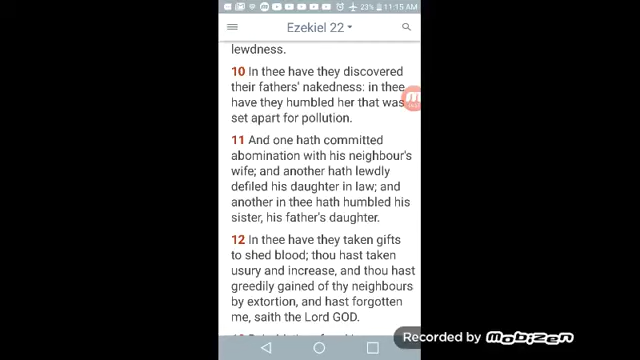 23% 11:15 AM
Ezekiel 22
lewdness.
10 In thee have they discovered
their fathers' nakedness: in thee
have they humbled her that was
set apart for pollution.
11 And one hath committed
abomination with his neighbour's
wife; and another hath lewdly
defiled his daughter in law; and
another in thee hath humbled his
sister, his father's daughter.
12 In thee have they taken gifts
to shed blood; thou hast taken
usury and increase, and thou hast
greedily gained of thy neighbours
by extortion, and hast forgotten
me, saith the Lord GOD.
Recorded by Mobizen